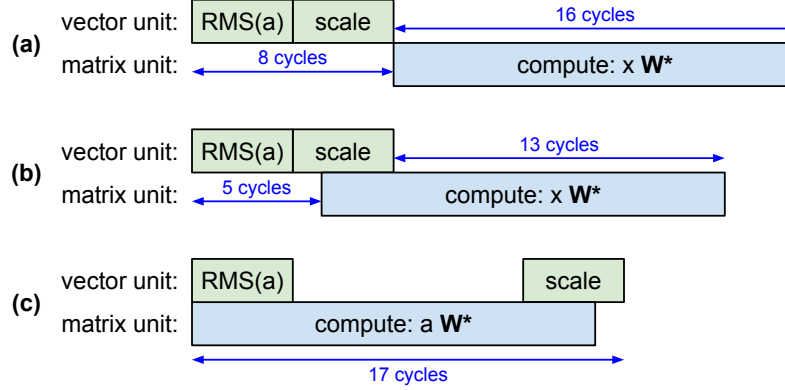 vector unit: RMS(a) scale 16 cycles
(a)
matrix unit: 8 cycles compute: x W*
vector unit: RMS(a) scale 13 cycles
(b)
matrix unit: 5 cycles compute: x W*
vector unit: RMS(a) scale
(c)
matrix unit: compute: a W*
17 cycles